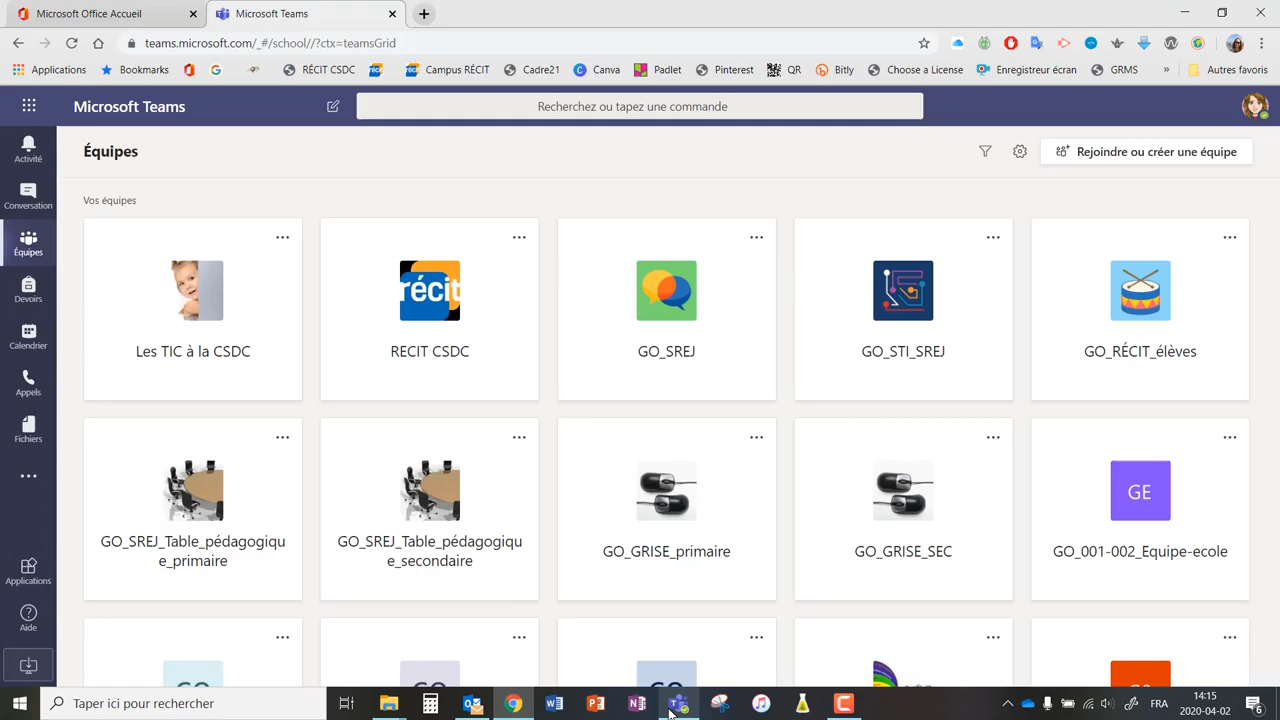 Microsoft Office Accueil
Microsoft Teams
teams.microsoft.com/_#/school//?ctx=teamsGrid
Applications
Bookmarks
RÉCIT CSDC
Campus RÉCIT
Cadre21
Canva
Padlet
Pinterest
QR
Bitly
Choose a License
Enregistreur écran
GRMS
»
Autres favoris
Microsoft Teams
Recherchez ou tapez une commande
Activité
Conversation
Équipes
Devoirs
Calendrier
Appels
Fichiers
Applications
Aide
Équipes
Rejoindre ou créer une équipe
Vos équipes
récit
Les TIC à la CSDC
RECIT CSDC
GO_SREJ
GO_STI_SREJ
GO_RÉCIT_élèves
GE
GO_SREJ_Table_pédagogiqu
e_primaire
GO_SREJ_Table_pédagogiqu
e_secondaire
GO_GRISE_primaire
GO_GRISE_SEC
GO_001-002_Equipe-ecole
Taper ici pour rechercher
FRA
14:15
2020-04-02
6